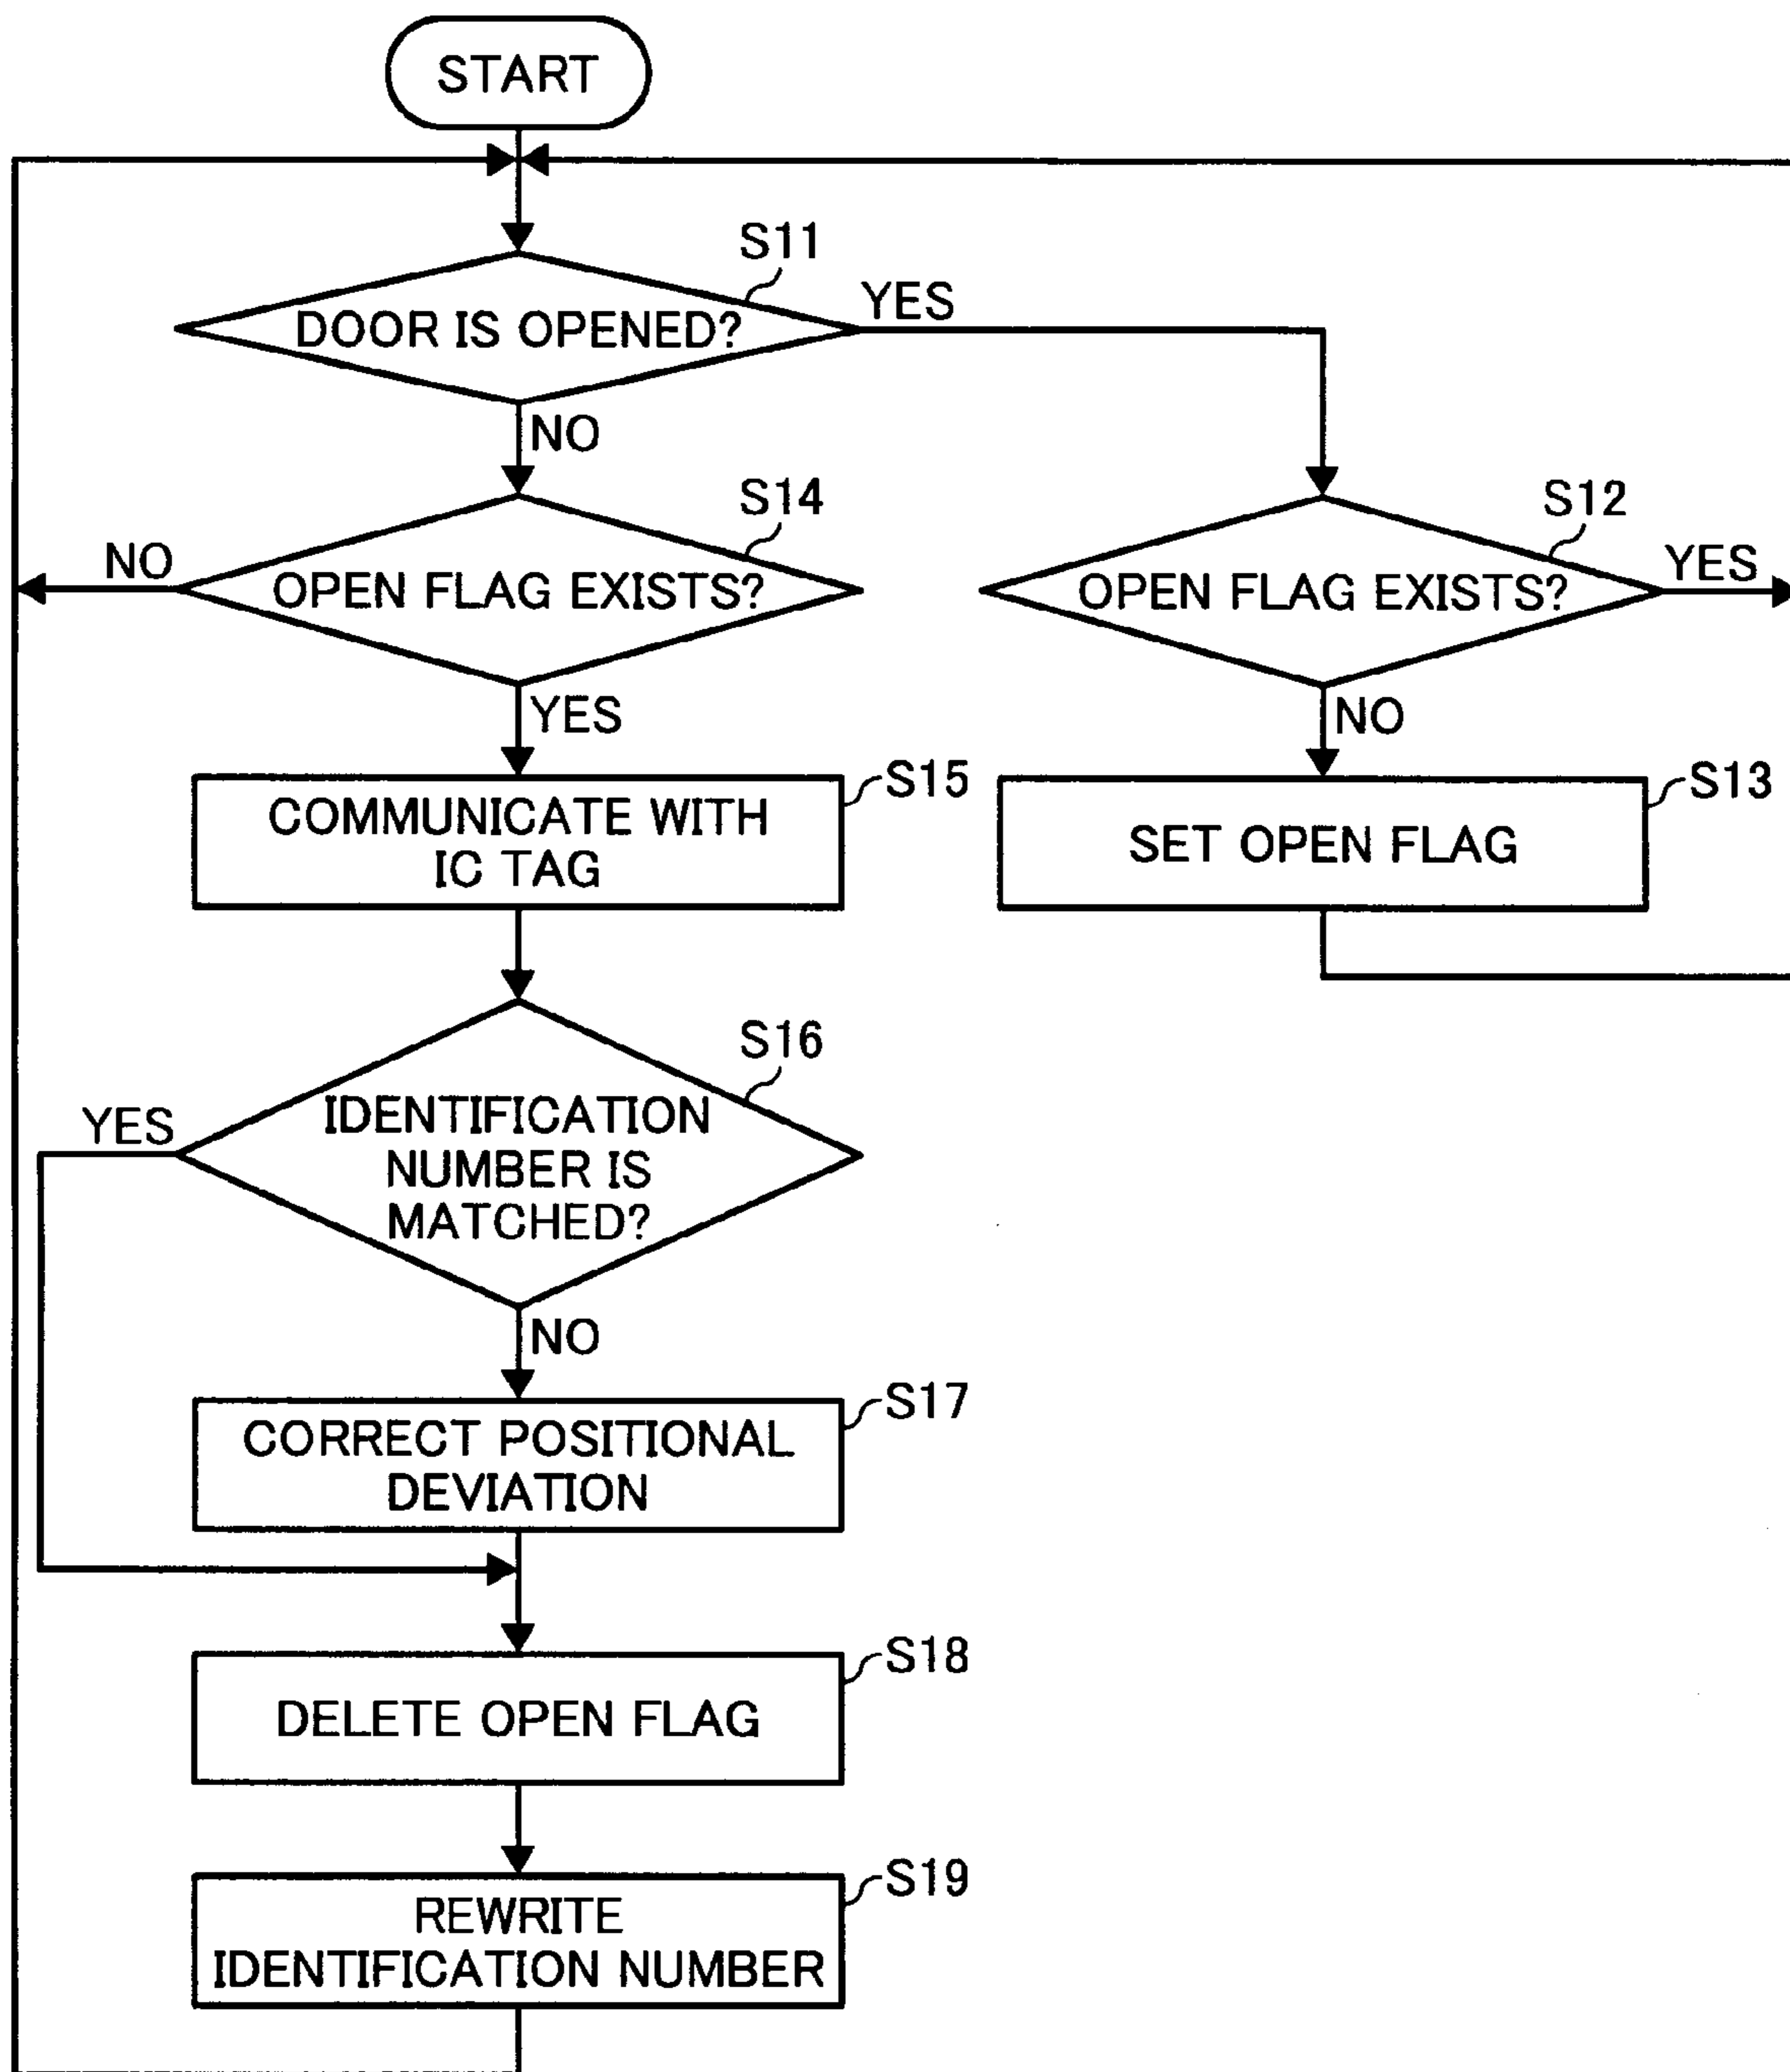 START
S11
DOOR IS OPENED?
YES
NO
S14
OPEN FLAG EXISTS?
NO
YES
S12
OPEN FLAG EXISTS?
YES
NO
S15
COMMUNICATE WITH
IC TAG
S13
SET OPEN FLAG
S16
IDENTIFICATION
NUMBER IS
MATCHED?
YES
NO
S17
CORRECT POSITIONAL
DEVIATION
S18
DELETE OPEN FLAG
S19
REWRITE
IDENTIFICATION NUMBER